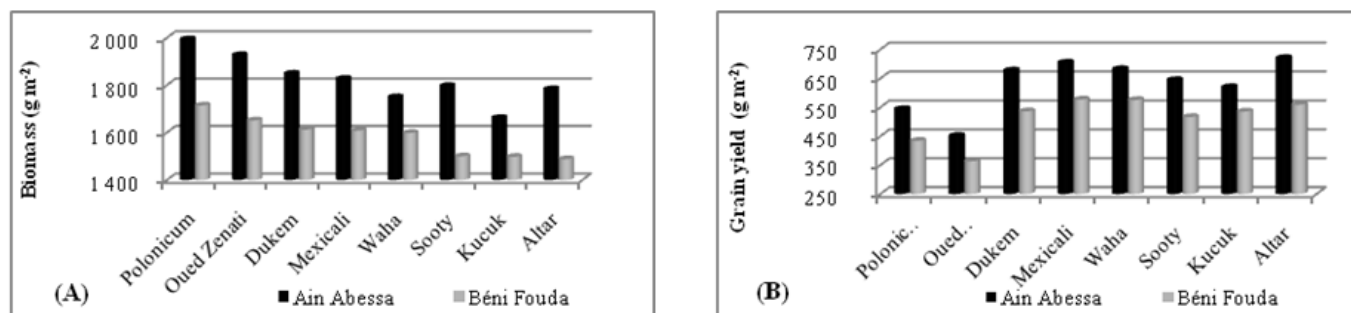 Biomass (g m-2)
2 000
1 800
1 600
1 400
Polonicum
Oued Zenati
Dukem
Mexicali
Waha
Sooty
Kucuk
Altar
(A)
Ain Abessa
Béni Fouda
Grain yield (g m-2)
750
650
550
450
350
250
Polonic..
Oued..
Dukem
Mexicali
Waha
Sooty
Kucuk
Altar
(B)
Ain Abessa
Béni Fouda